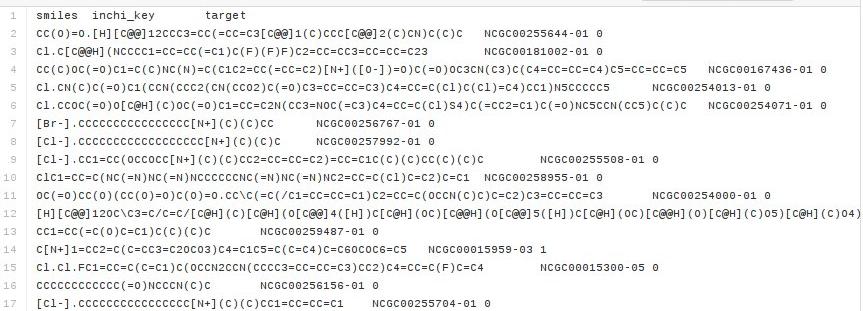 1 smiles inchi_key target
2 CC(O)=O.[H][C@@]12CCC3=CC(=CC=C3[C@@]1(C)CCC[C@@]2(C)CN)C(C)C NCGC00255644-01 0
3 Cl.C[C@@H](NCCCC1=CC=CC(=C1)C(F)(F)F)C2=CC=CC3=CC=CC=C23 NCGC00181002-01 0
4 CC(C)OC(=O)C1=C(C)NC(N)=C(C1C2=CC(=CC=C2)[N+]([O-])=O)C(=O)OC3CN(C3)C(C4=CC=CC=C4)C5=CC=CC=C5 NCGC00167436-01 0
5 Cl.CN(C)C(=O)C1(CCN(CCC2(CN(CCO2)C(=O)C3=CC=CC=C3)C4=CC=C(Cl)C(Cl)=C4)CC1)N5CCCCC5 NCGC00254013-01 0
6 Cl.CCOC(=O)O[C@H](C)OC(=O)C1=CC=C2N(CC3=NOC(=C3)C4=CC=C(Cl)S4)C(=CC2=C1)C(=O)NC5CCN(CC5)C(C)C NCGC00254071-01 0
7 [Br-].CCCCCCCCCCCCCCCC[N+](C)(C)CC NCGC00256767-01 0
8 [Cl-].CCCCCCCCCCCCCCCCCC[N+](C)(C)C NCGC00257992-01 0
9 [Cl-].CC1=CC(OCCOCC[N+](C)(C)CC2=CC=CC=C2)=CC=C1C(C)(C)CC(C)(C)C NCGC00255508-01 0
10 ClC1=CC=C(NC(=N)NC(=N)NCCCCCCNC(=N)NC(=N)NC2=CC=C(Cl)C=C2)C=C1 NCGC00258955-01 0
11 OC(=O)CC(O)(CC(O)=O)C(O)=O.CC\C(=C(/C1=CC=CC=C1)C2=CC=C(OCCN(C)C)C=C2)C3=CC=CC=C3 NCGC00254000-01 0
12 [H][C@@]12OC\C3=C/C=C/[C@H](C)[C@H](O[C@@]4([H])C[C@H](OC)[C@@H](O[C@@]5([H])C[C@H](OC)[C@@H](O)[C@H](C)O5)[C@H](C)O4)
13 CC1=CC(=C(O)C=C1)C(C)(C)C NCGC00259487-01 0
14 C[N+]1=CC2=C(C=CC3=C2OCO3)C4=C1C5=C(C=C4)C=C6OCOC6=C5 NCGC00015959-03 1
15 Cl.Cl.FC1=CC=C(C=C1)C(OCCN2CCN(CCCC3=CC=CC=C3)CC2)C4=CC=C(F)C=C4 NCGC00015300-05 0
16 CCCCCCCCCCCC(=O)NCCCN(C)C NCGC00256156-01 0
17 [Cl-].CCCCCCCCCCCCCCCC[N+](C)(C)CC1=CC=CC=C1 NCGC00255704-01 0